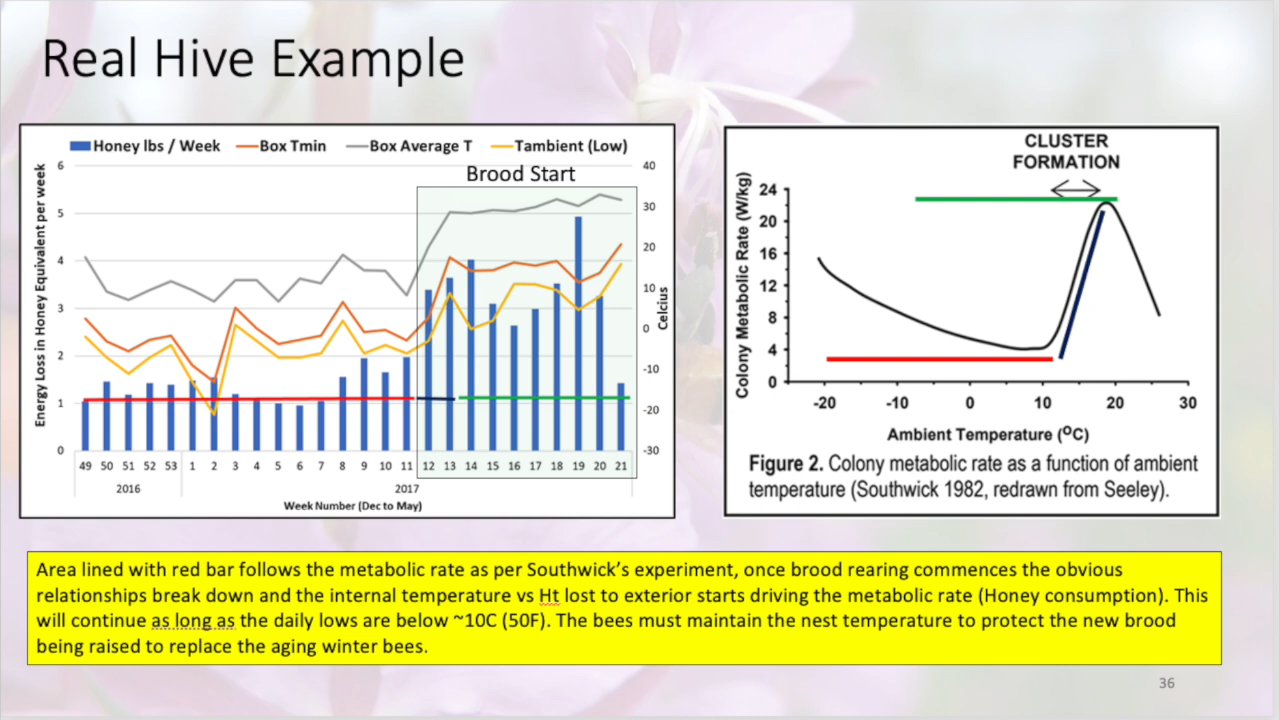 Real Hive Example
Honey lbs / Week
Box Tmin
Box Average T
Tambient (Low)
Brood Start
Energy Loss in Honey Equivalent per week
6
5
4
3
2
1
0
40
30
20
10
0
-10
-20
-30
Celcius
49 50 51 52 53 1 2 3 4 5 6 7 8 9 10 11 12 13 14 15 16 17 18 19 20 21
2016 2017
Week Number (Dec to May)
CLUSTER
FORMATION
Colony Metabolic Rate (W/kg)
24
20
16
12
8
4
0
-20 -10 0 10 20 30
Ambient Temperature (ºC)
Figure 2. Colony metabolic rate as a function of ambient
temperature (Southwick 1982, redrawn from Seeley).
Area lined with red bar follows the metabolic rate as per Southwick’s experiment, once brood rearing commences the obvious
relationships break down and the internal temperature vs Ht lost to exterior starts driving the metabolic rate (Honey consumption). This
will continue as long as the daily lows are below ~10C (50F). The bees must maintain the nest temperature to protect the new brood
being raised to replace the aging winter bees.
36